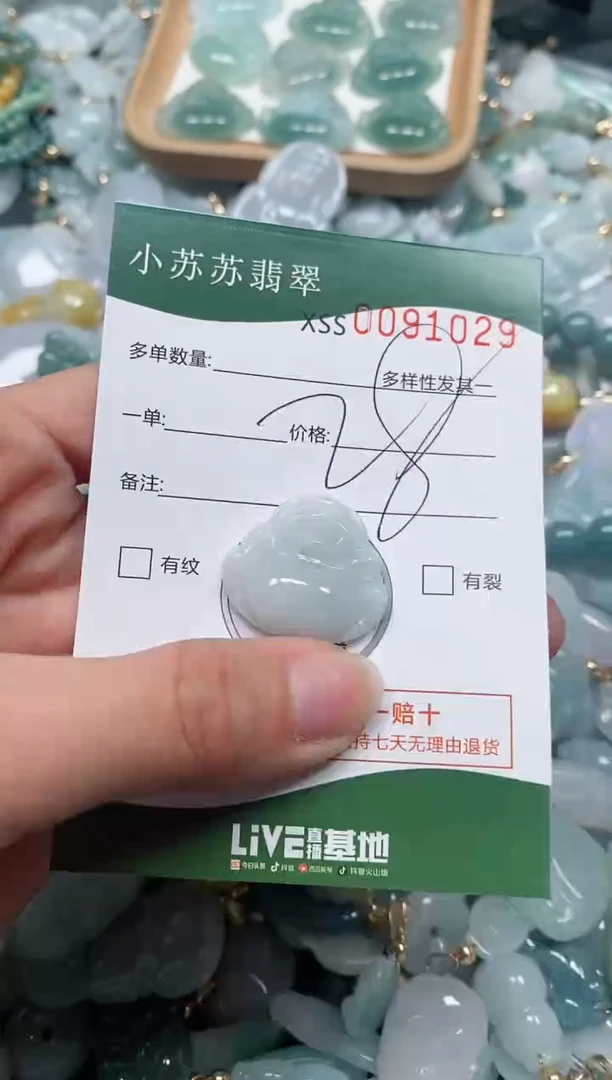 小苏苏翡翠
XSS0091029
多单数量:
多样性发其一
一单:
价格:
备注:
有纹
有裂
一赔十
持七天无理由退货
LiVE直播基地
今日头条 抖音 西瓜视频 抖音火山版